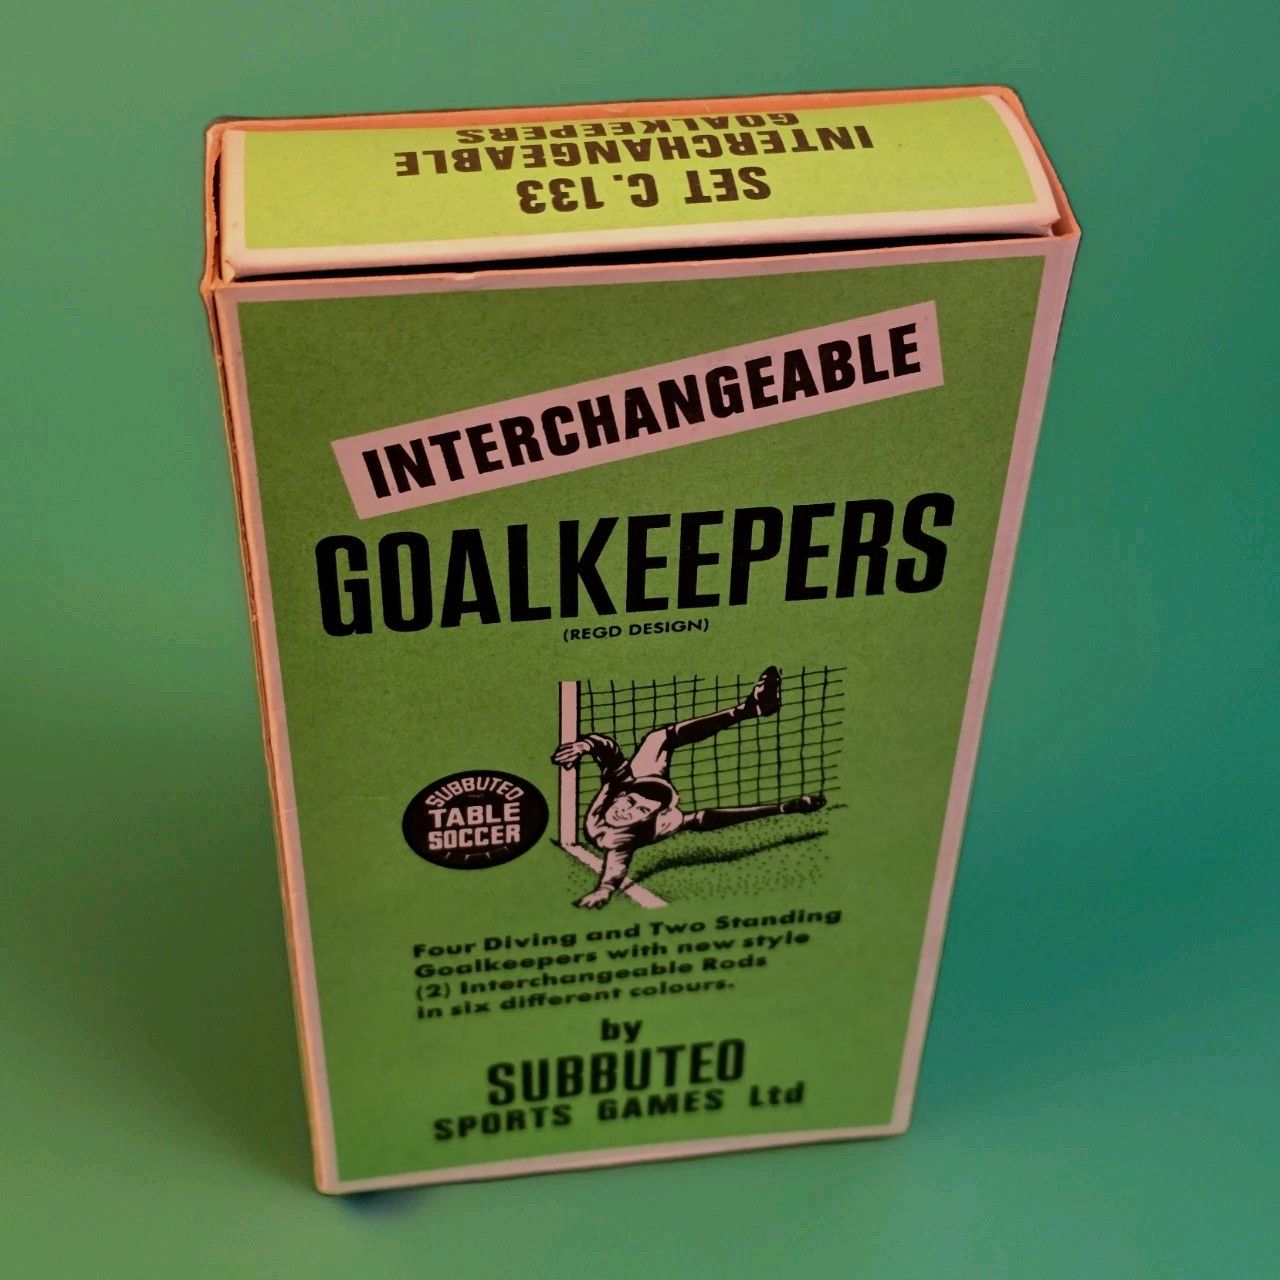 SET C.133
INTERCHANGEABLE
GOALKEEPERS
INTERCHANGEABLE
GOALKEEPERS
(REGD DESIGN)
SUBBUTEO
TABLE
SOCCER
Four Diving and Two Standing
Goalkeepers with new style
(2) Interchangeable Rods
in six different colours.
by
SUBBUTEO
SPORTS GAMES Ltd